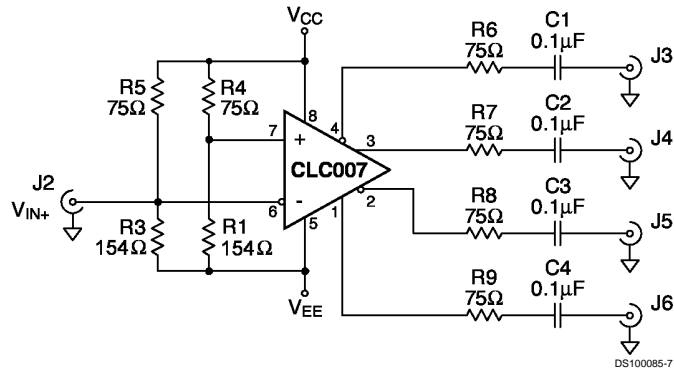 VCC
R6
75Ω
C1
0.1μF
J3
R5
75Ω
R4
75Ω
8
4
7
+
3
R7
75Ω
C2
0.1μF
J4
CLC007
J2
VIN+
6
-
2
R3
154Ω
R1
154Ω
5
1
R8
75Ω
C3
0.1μF
J5
VEE
R9
75Ω
C4
0.1μF
J6
DS100085-7